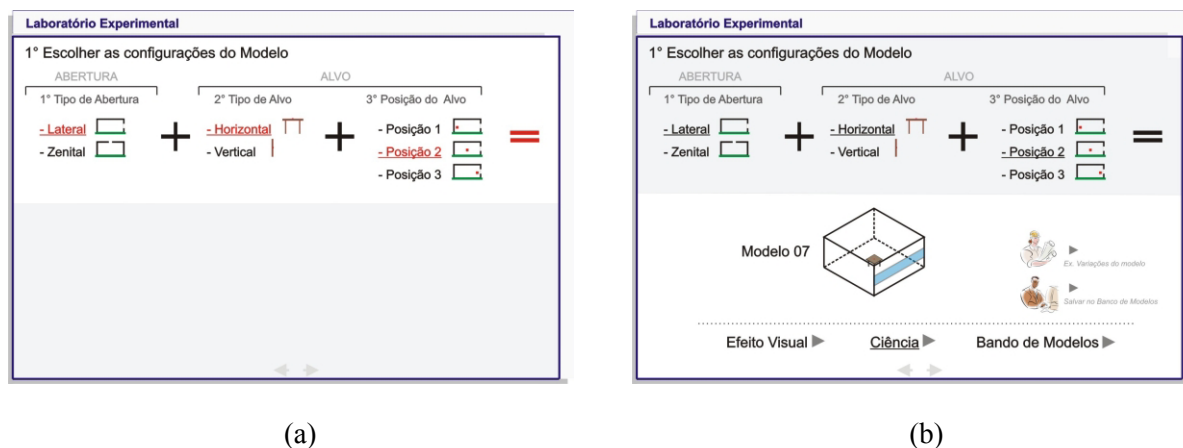 Laboratório Experimental
1° Escolher as configurações do Modelo
ABERTURA ALVO
1° Tipo de Abertura 2° Tipo de Alvo 3° Posição do Alvo
- Lateral + - Horizontal + - Posição 1 =
- Zenital - Vertical - Posição 2
- Posição 3
(a)
Laboratório Experimental
1° Escolher as configurações do Modelo
ABERTURA ALVO
1° Tipo de Abertura 2° Tipo de Alvo 3° Posição do Alvo
- Lateral + - Horizontal + - Posição 1 =
- Zenital - Vertical - Posição 2
- Posição 3
Modelo 07
Ex. Variações do modelo
Salvar no Banco de Modelos
Efeito Visual Ciência Bando de Modelos
(b)